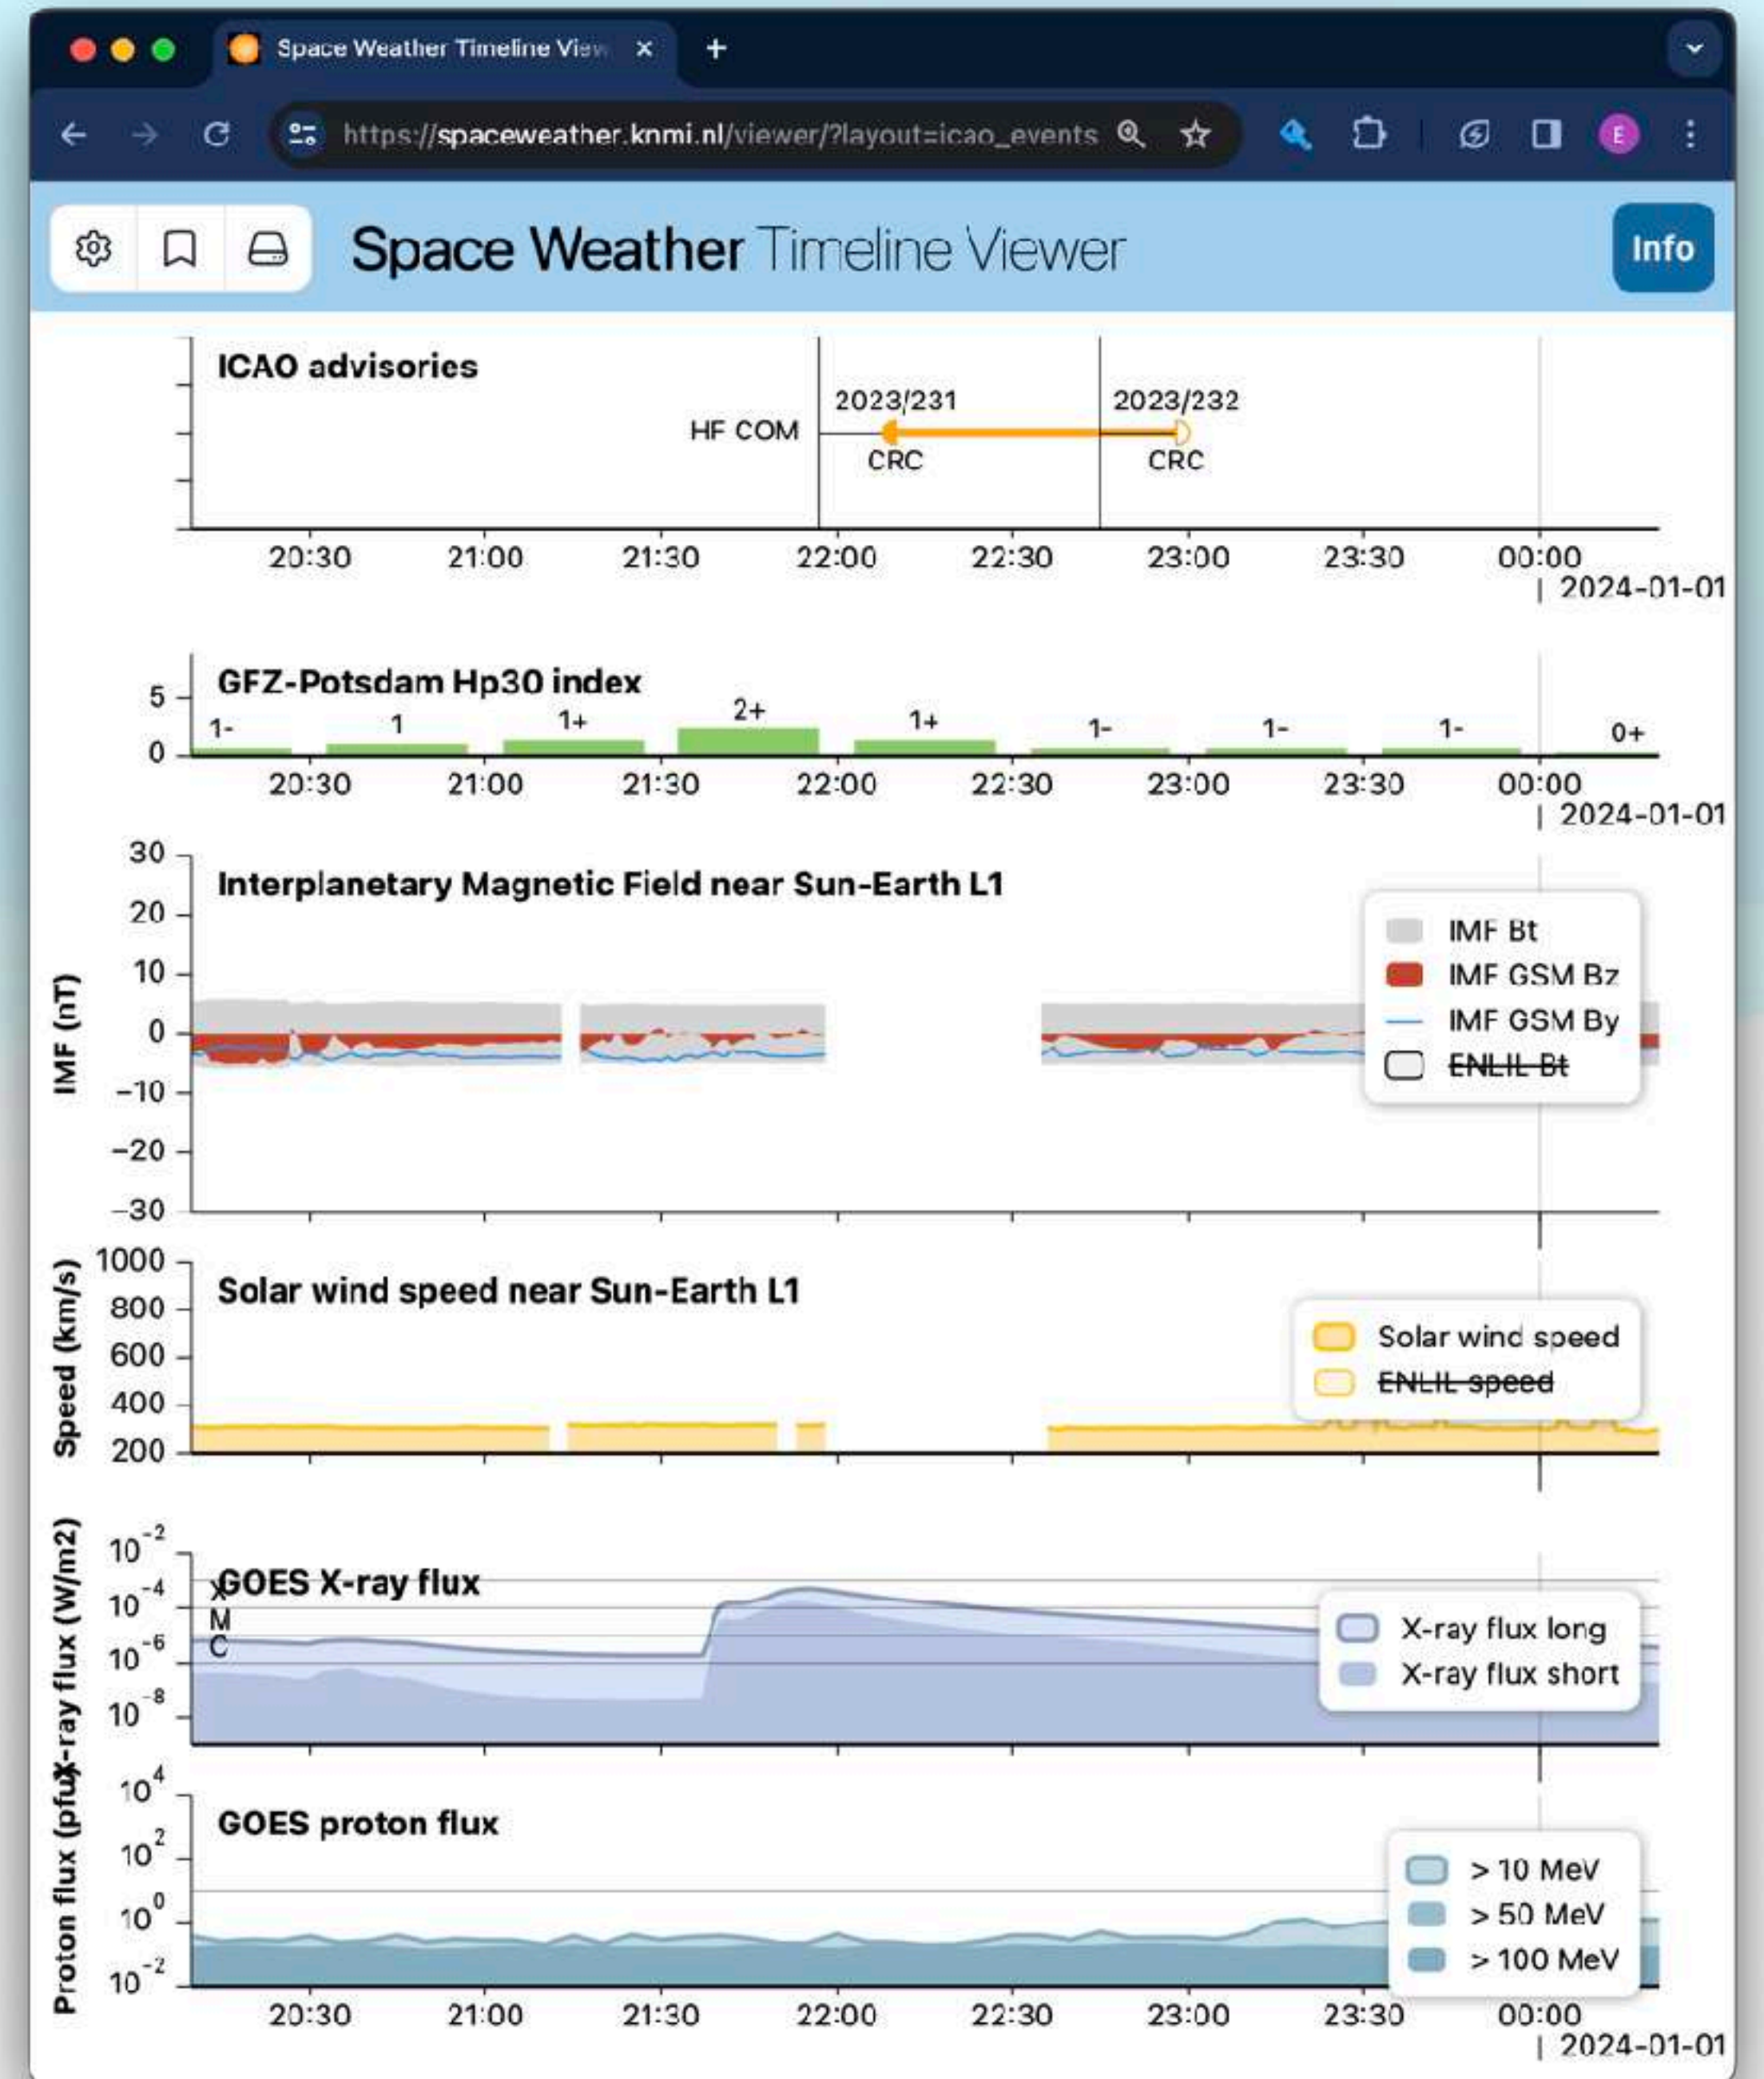 Space Weather Timeline View
https://spaceweather.knmi.nl/viewer/?layout=icao_events
E
Space Weather Timeline Viewer
Info
ICAO advisories
2023/231 2023/232
HF COM
CRC CRC
20:30 21:00 21:30 22:00 22:30 23:00 23:30 00:00
2024-01-01
GFZ-Potsdam Hp30 index
5
0
1- 1 1+ 2+ 1+ 1- 1- 1- 0+
20:30 21:00 21:30 22:00 22:30 23:00 23:30 00:00
2024-01-01
Interplanetary Magnetic Field near Sun-Earth L1
IMF (nT)
30
20
10
0
−10
−20
−30
IMF Bt
IMF GSM Bz
IMF GSM By
ENLIL Bt
Solar wind speed near Sun-Earth L1
Speed (km/s)
1000
800
600
400
200
Solar wind speed
ENLIL speed
GOES X-ray flux
X-ray flux (W/m2)
10⁻²
10⁻⁴
10⁻⁶
10⁻⁸
X
M
C
X-ray flux long
X-ray flux short
GOES proton flux
Proton flux (pfu)
10⁴
10²
10⁰
10⁻²
> 10 MeV
> 50 MeV
> 100 MeV
20:30 21:00 21:30 22:00 22:30 23:00 23:30 00:00
2024-01-01